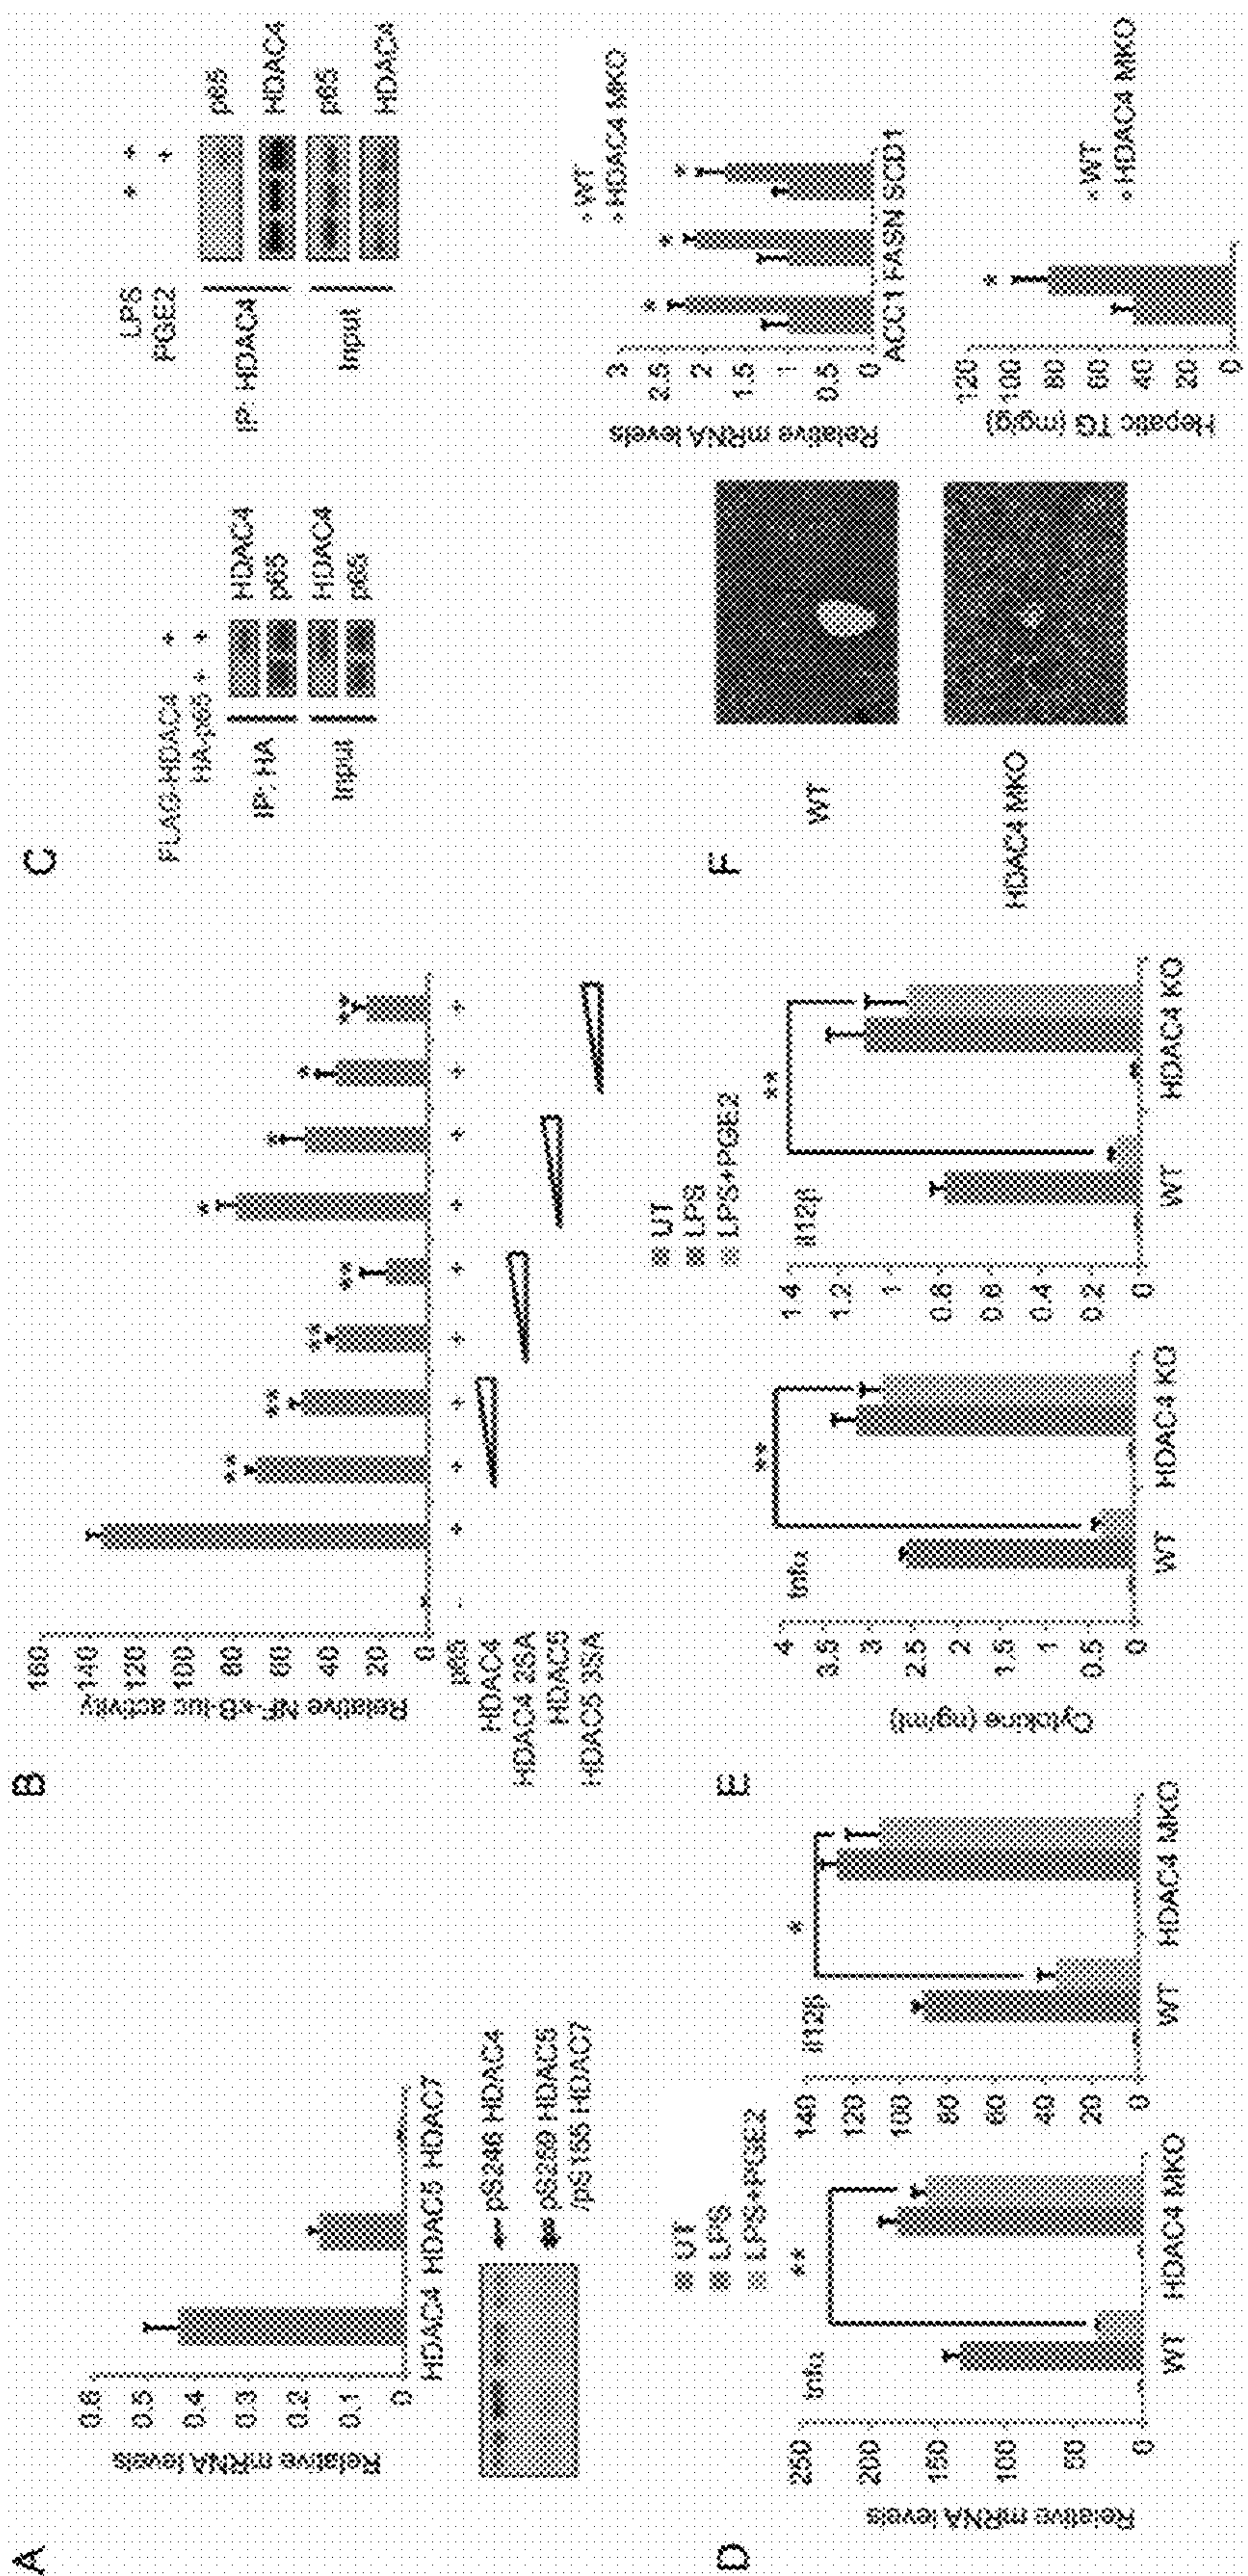 A
Relative mRNA levels
0.6
0.5
0.4
0.3
0.2
0.1
0
HDAC4 HDAC5 HDAC7
pS246 HDAC4
pS259 HDAC5
/pS155 HDAC7
B
Relative NF-κB-luc activity
160
140
120
100
80
60
40
20
0
* ** ** ** ** * * * **
p65 - + + + + + + + + +
HDAC4
HDAC4 3SA
HDAC5
HDAC5 3SA
C
FLAG-HDAC4 +
HA-p65 + +
IP: HA
HDAC4
p65
Input
HDAC4
p65
LPS + +
PGE2 +
IP: HDAC4
p65
HDAC4
Input
p65
HDAC4
D
UT
LPS
LPS+PGE2
Relative mRNA levels
Tnfα
250
200
150
100
50
0
**
WT HDAC4 MKO
Il12β
140
120
100
80
60
40
20
0
*
WT HDAC4 MKO
E
UT
LPS
LPS+PGE2
Cytokine (ng/ml)
Tnfα
4
3.5
3
2.5
2
1.5
1
0.5
0
**
WT HDAC4 KO
Il12β
1.4
1.2
1
0.8
0.6
0.4
0.2
0
**
WT HDAC4 KO
F
WT
HDAC4 MKO
WT
HDAC4 MKO
Relative mRNA levels
3
2.5
2
1.5
1
0.5
0
* * *
ACC1 FASN SCD1
WT
HDAC4 MKO
Hepatic TG (mg/g)
120
100
80
60
40
20
0
*